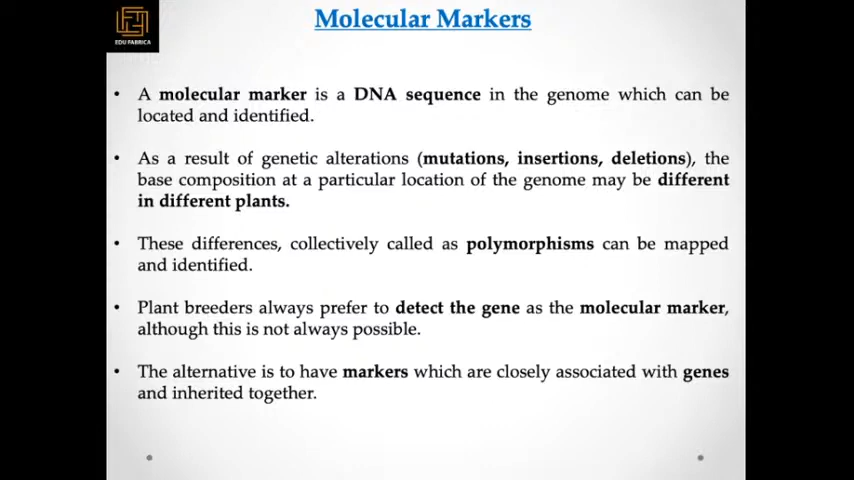 EDU FABRICA
Molecular Markers
• A molecular marker is a DNA sequence in the genome which can be
located and identified.
• As a result of genetic alterations (mutations, insertions, deletions), the
base composition at a particular location of the genome may be different
in different plants.
• These differences, collectively called as polymorphisms can be mapped
and identified.
• Plant breeders always prefer to detect the gene as the molecular marker,
although this is not always possible.
• The alternative is to have markers which are closely associated with genes
and inherited together.